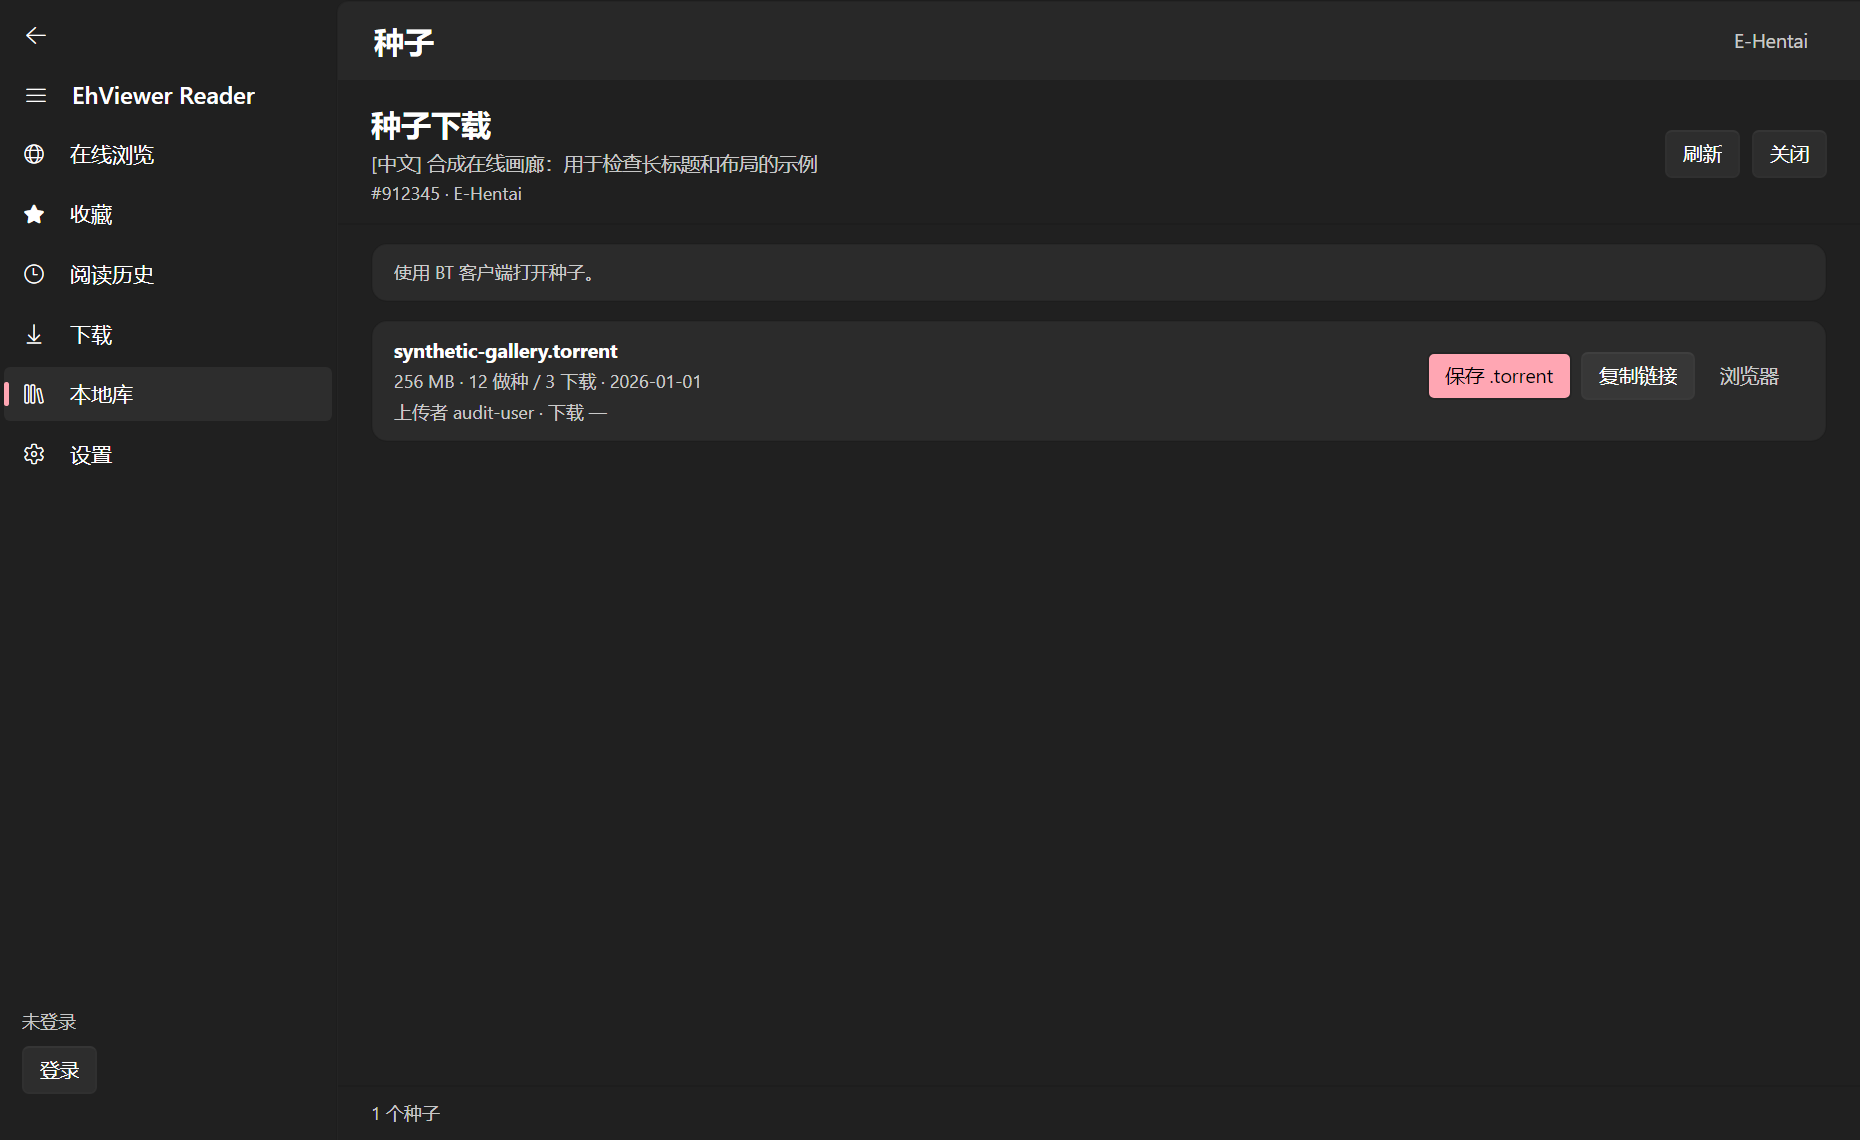 EhViewer Reader
在线浏览
收藏
阅读历史
下载
本地库
设置
未登录
登录
种子
E-Hentai
种子下载
[中文] 合成在线画廊：用于检查长标题和布局的示例
#912345 · E-Hentai
刷新
关闭
使用 BT 客户端打开种子。
synthetic-gallery.torrent
256 MB · 12 做种 / 3 下载 · 2026-01-01
上传者 audit-user · 下载 —
保存 .torrent
复制链接
浏览器
1 个种子